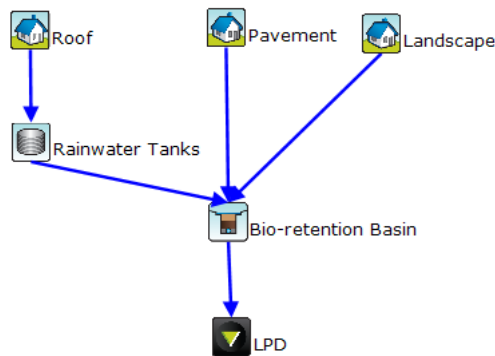 Roof
Pavement
Landscape
Rainwater Tanks
Bio-retention Basin
LPD